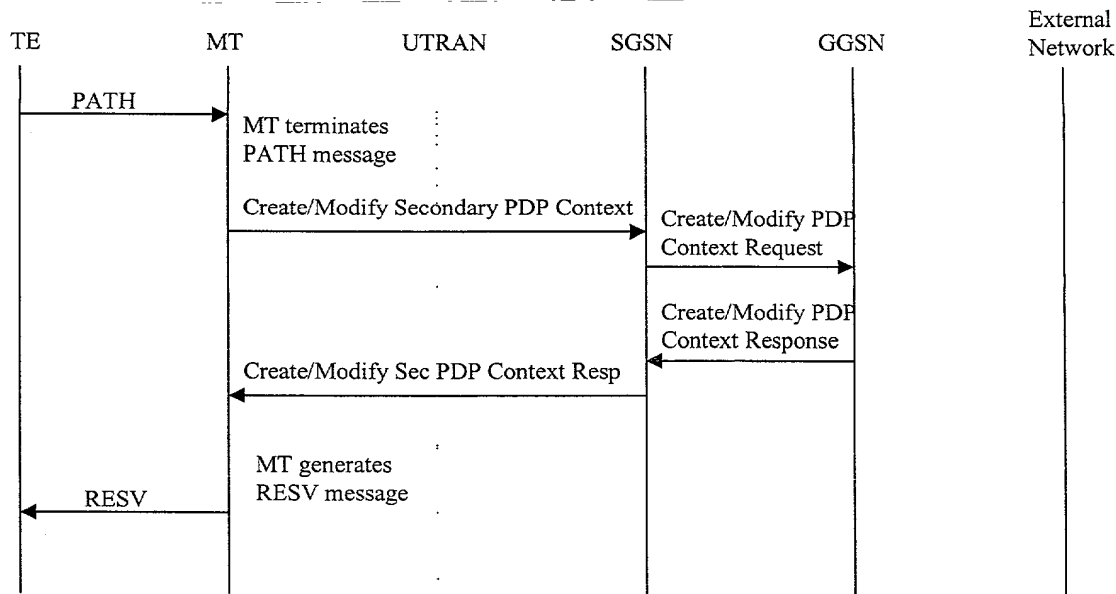 External
Network
TE
MT
UTRAN
SGSN
GGSN
PATH
MT terminates
PATH message
Create/Modify Secondary PDP Context
Create/Modify PDP
Context Request
Create/Modify PDP
Context Response
Create/Modify Sec PDP Context Resp
MT generates
RESV message
RESV